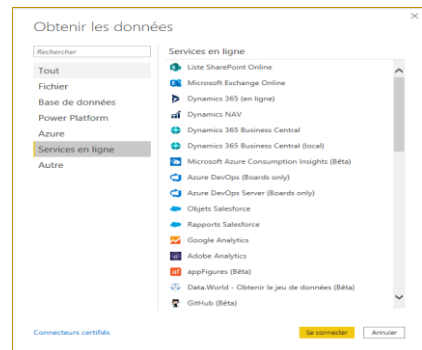 Obtenir les données
Rechercher
Tout
Fichier
Base de données
Power Platform
Azure
Services en ligne
Autre
Services en ligne
Liste SharePoint Online
Microsoft Exchange Online
Dynamics 365 (en ligne)
Dynamics NAV
Dynamics 365 Business Central
Dynamics 365 Business Central (local)
Microsoft Azure Consumption Insights (Bêta)
Azure DevOps (Boards only)
Azure DevOps Server (Boards only)
Objets Salesforce
Rapports Salesforce
Google Analytics
Adobe Analytics
appFigures (Bêta)
Data.World - Obtenir le jeu de données (Bêta)
GitHub (Bêta)
Connecteurs certifiés
Se connecter
Annuler